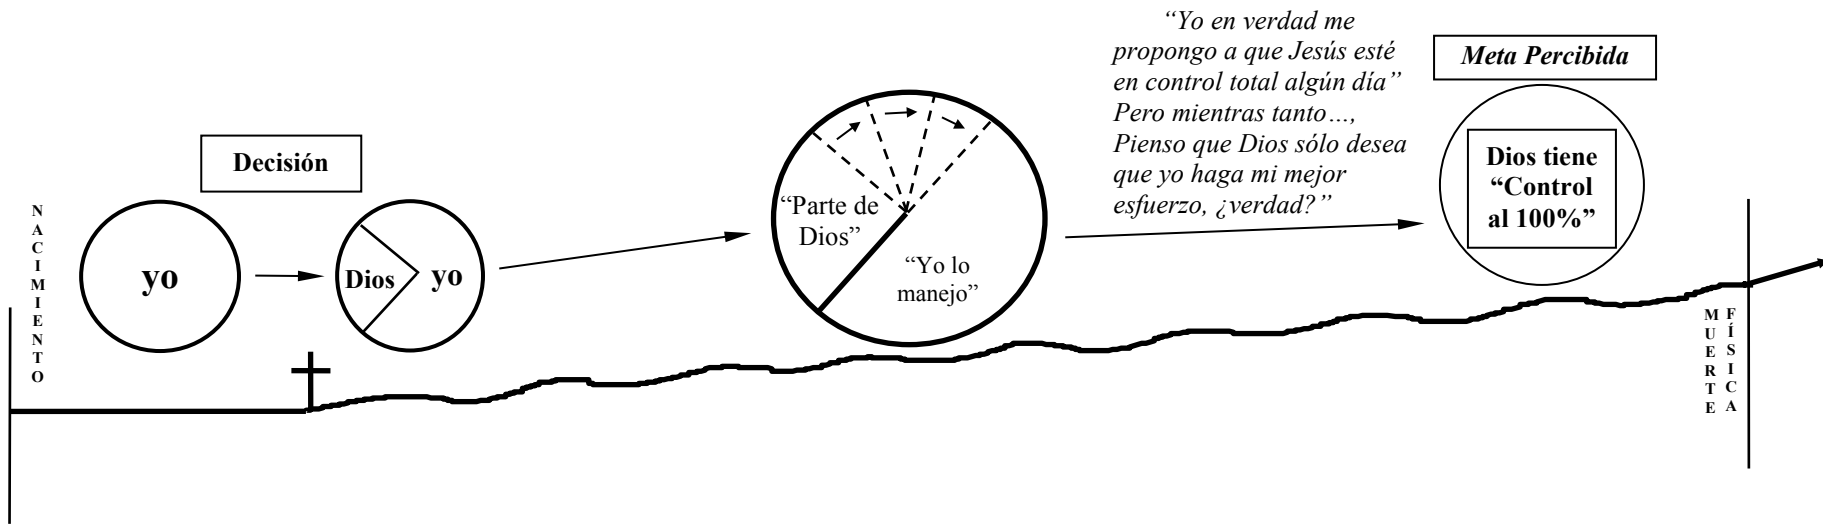 NACIMIENTO
Decisión
yo
Dios
yo
“Parte de
Dios”
“Yo lo
manejo”
“Yo en verdad me
propongo a que Jesús esté
en control total algún día”
Pero mientras tanto…,
Pienso que Dios sólo desea
que yo haga mi mejor
esfuerzo, ¿verdad?”
Meta Percibida
Dios tiene
“Control
al 100%”
MUERTE
FÍSICA